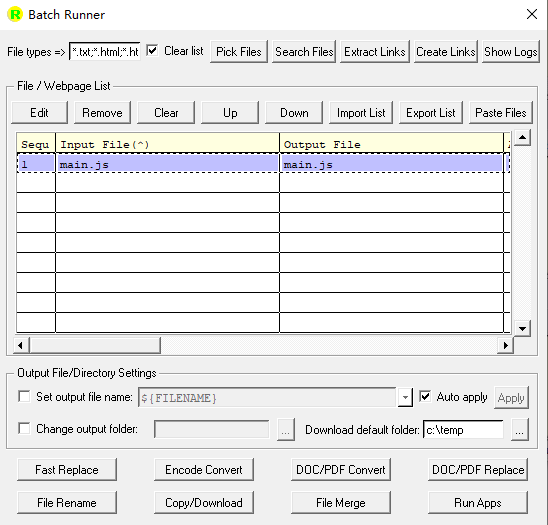 R Batch Runner
File types => *.txt;*.html;*.ht Clear list Pick Files Search Files Extract Links Create Links Show Logs
File / Webpage List
Edit Remove Clear Up Down Import List Export List Paste Files
Sequ Input File(^) Output File
1 main.js main.js
Output File/Directory Settings
Set output file name: ${FILENAME} Auto apply Apply
Change output folder: ... Download default folder: c:\temp ...
Fast Replace Encode Convert DOC/PDF Convert DOC/PDF Replace
File Rename Copy/Download File Merge Run Apps